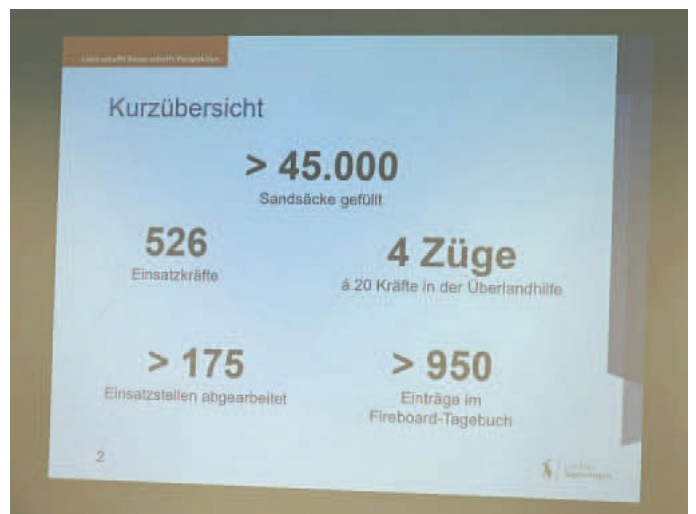 Kurzübersicht
> 45.000
Sandsäcke gefüllt
526
Einsatzkräfte
4 Züge
á 20 Kräfte in der Überlandhilfe
> 175
Einsatzstellen abgearbeitet
> 950
Einträge im
Fireboard-Tagebuch
2